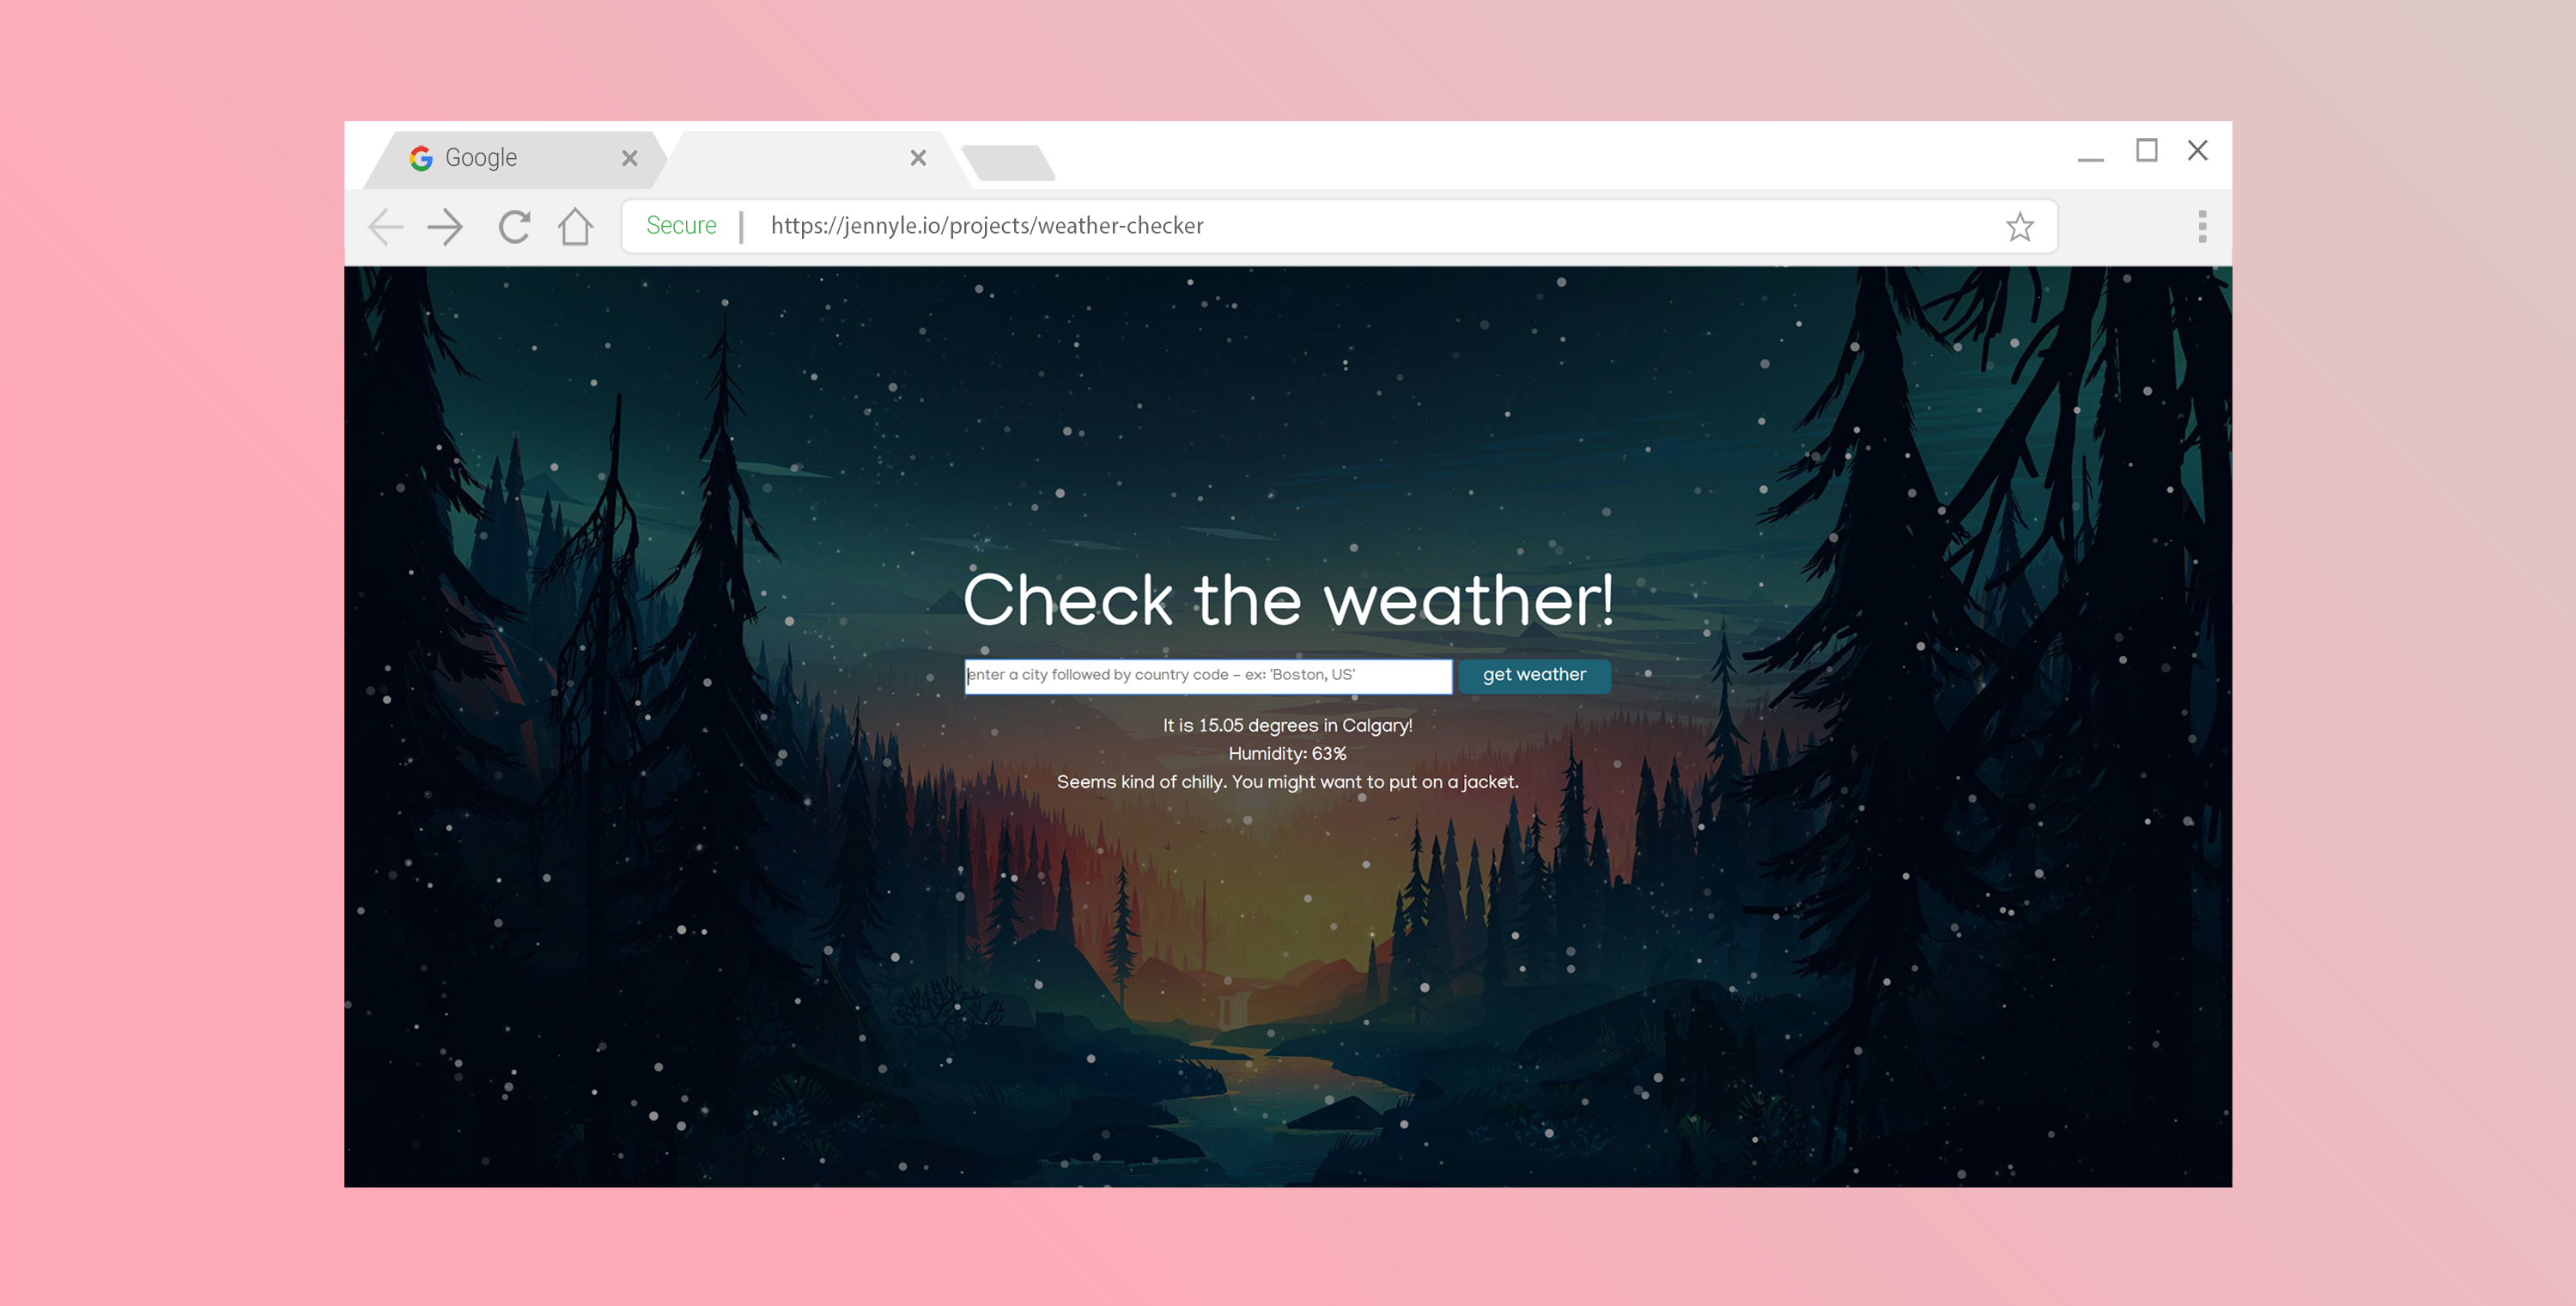 Google
Secure | https://jennyle.io/projects/weather-checker
Check the weather!
enter a city followed by country code - ex: 'Boston, US'
get weather
It is 15.05 degrees in Calgary!
Humidity: 63%
Seems kind of chilly. You might want to put on a jacket.